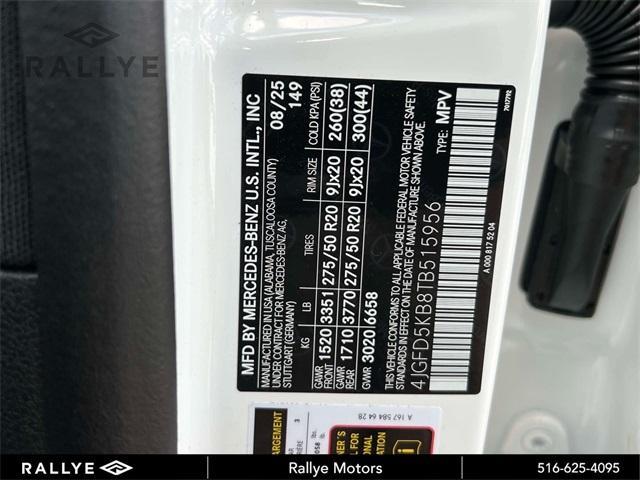 RALLYE
MFD BY MERCEDES-BENZ U.S. INTL., INC
MANUFACTURED IN USA (ALABAMA, TUSCALOOSA COUNTY)
UNDER CONTRACT FOR MERCEDES-BENZ AG,
STUTTGART (GERMANY)
08/25
149
KG LB TIRES RIM SIZE COLD KPA(PSI)
GAWR FRONT 1520 3351 275/50 R20 9Jx20 260(38)
GAWR REAR 1710 3770 275/50 R20 9Jx20 300(44)
GVWR 3020 6658
THIS VEHICLE CONFORMS TO ALL APPLICABLE FEDERAL MOTOR VEHICLE SAFETY
STANDARDS IN EFFECT ON THE DATE OF MANUFACTURE SHOWN ABOVE.
4JGFD5KB8TB515956 TYPE: MPV
A 000 817 52 04
7017792
A 167 584 64 28
3
RALLYE
Rallye Motors
516-625-4095